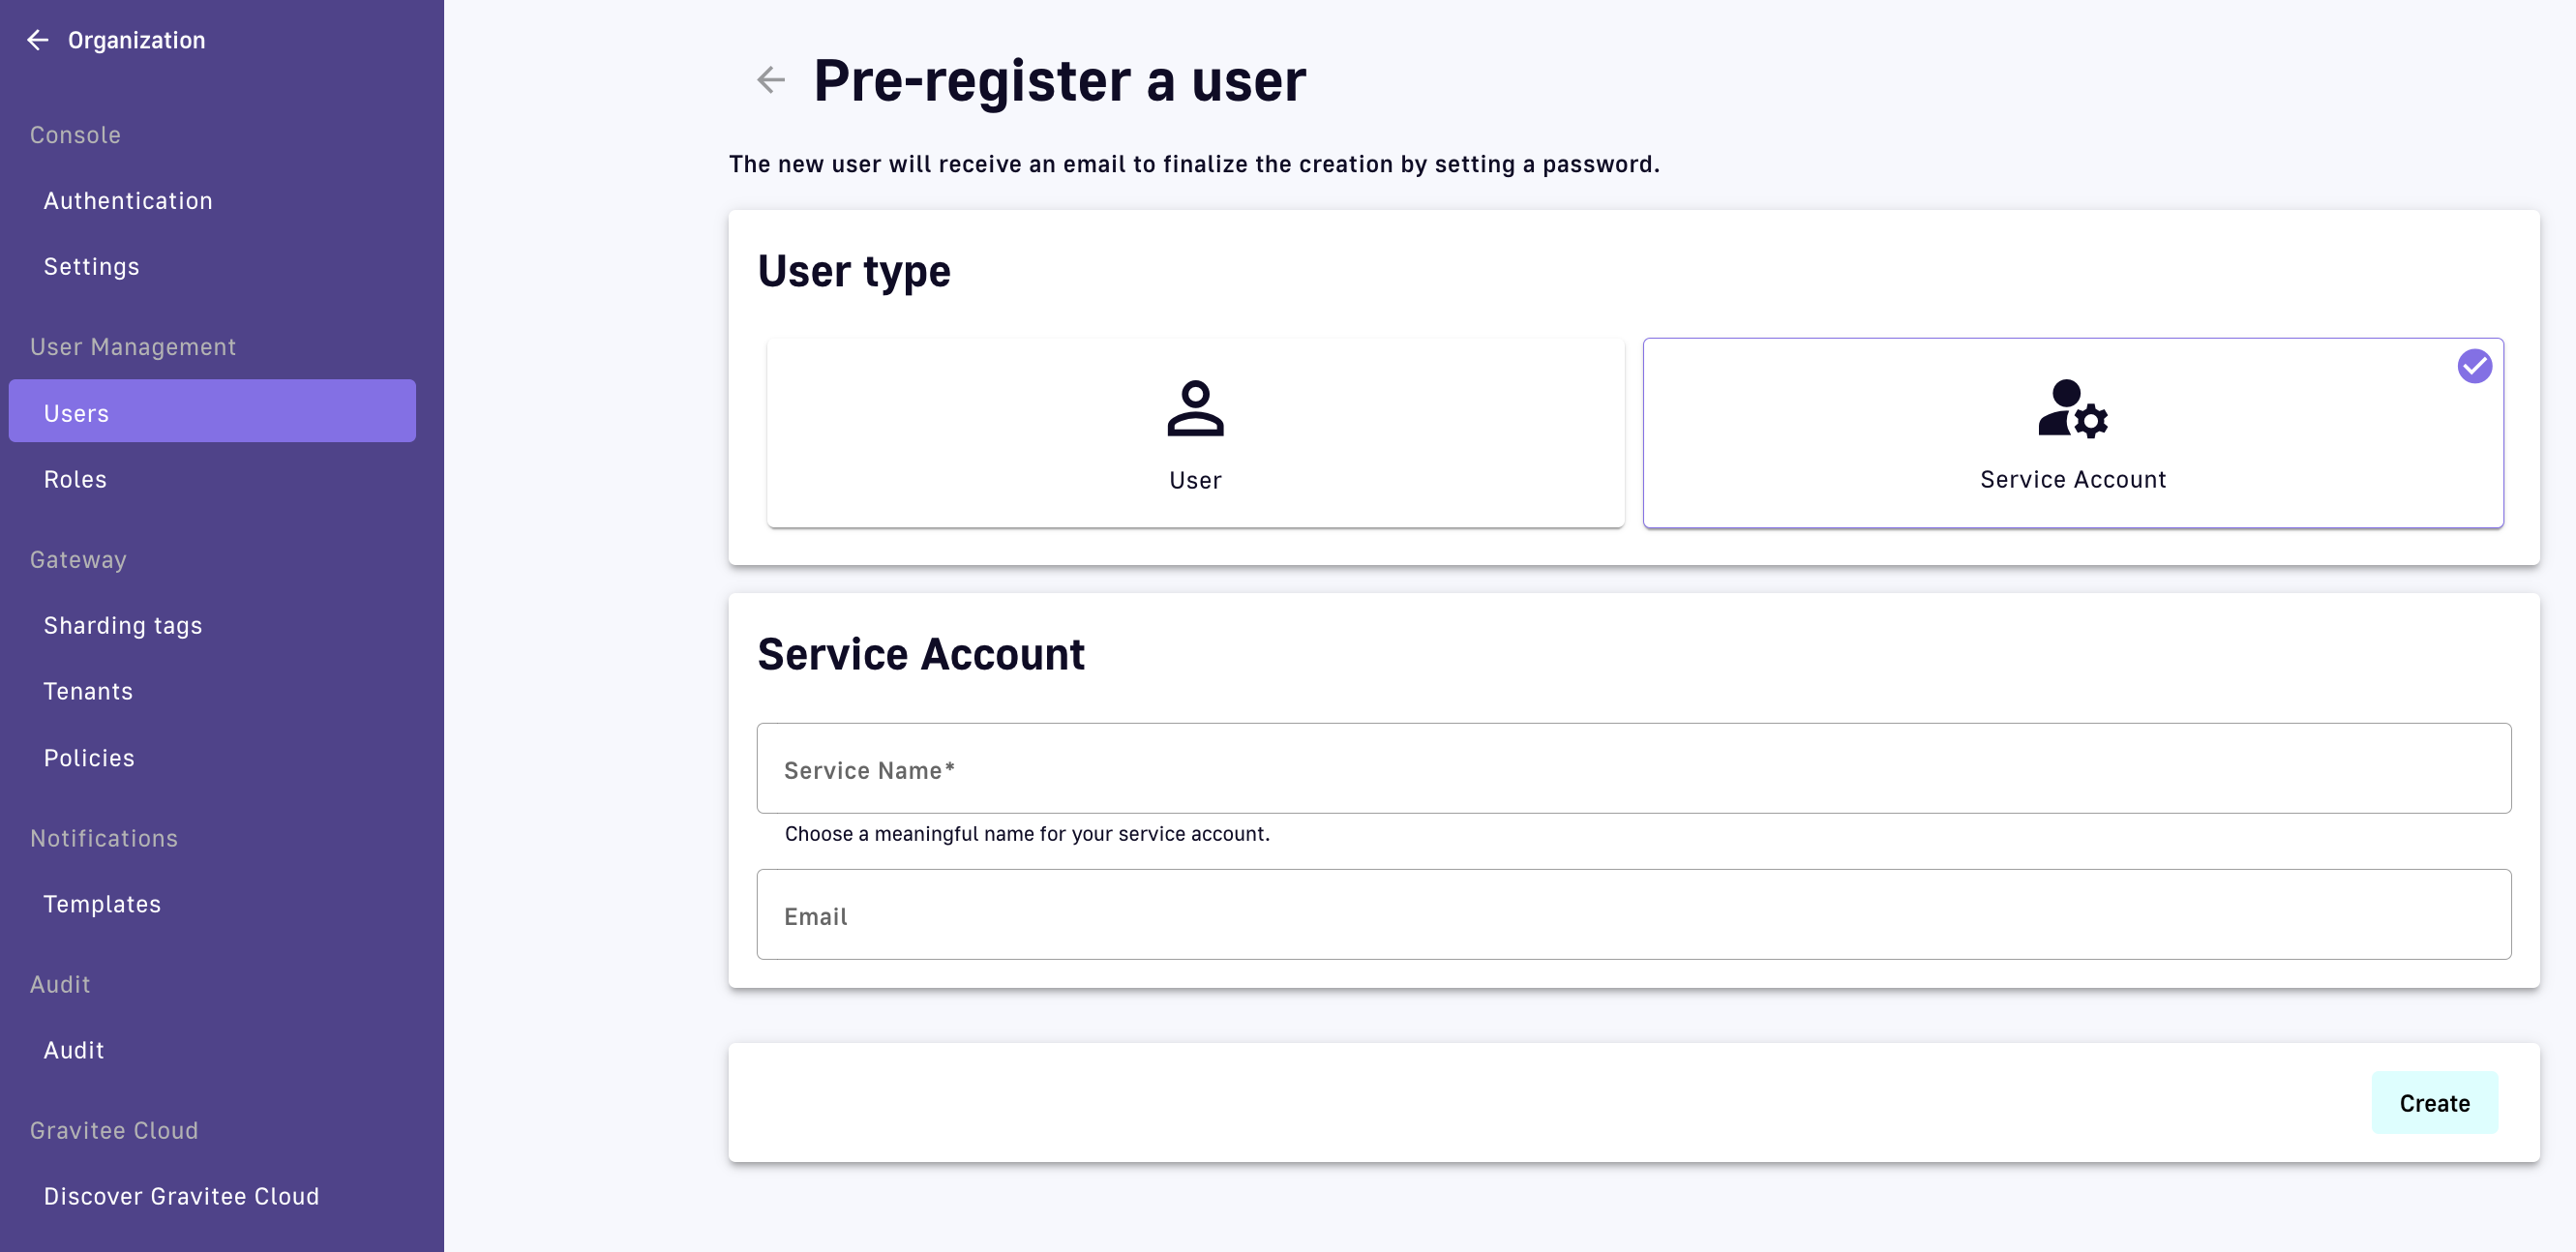 Organization
Console
Authentication
Settings
User Management
Users
Roles
Gateway
Sharding tags
Tenants
Policies
Notifications
Templates
Audit
Audit
Gravitee Cloud
Discover Gravitee Cloud
Pre-register a user
The new user will receive an email to finalize the creation by setting a password.
User type
User
Service Account
Service Account
Service Name*
Choose a meaningful name for your service account.
Email
Create